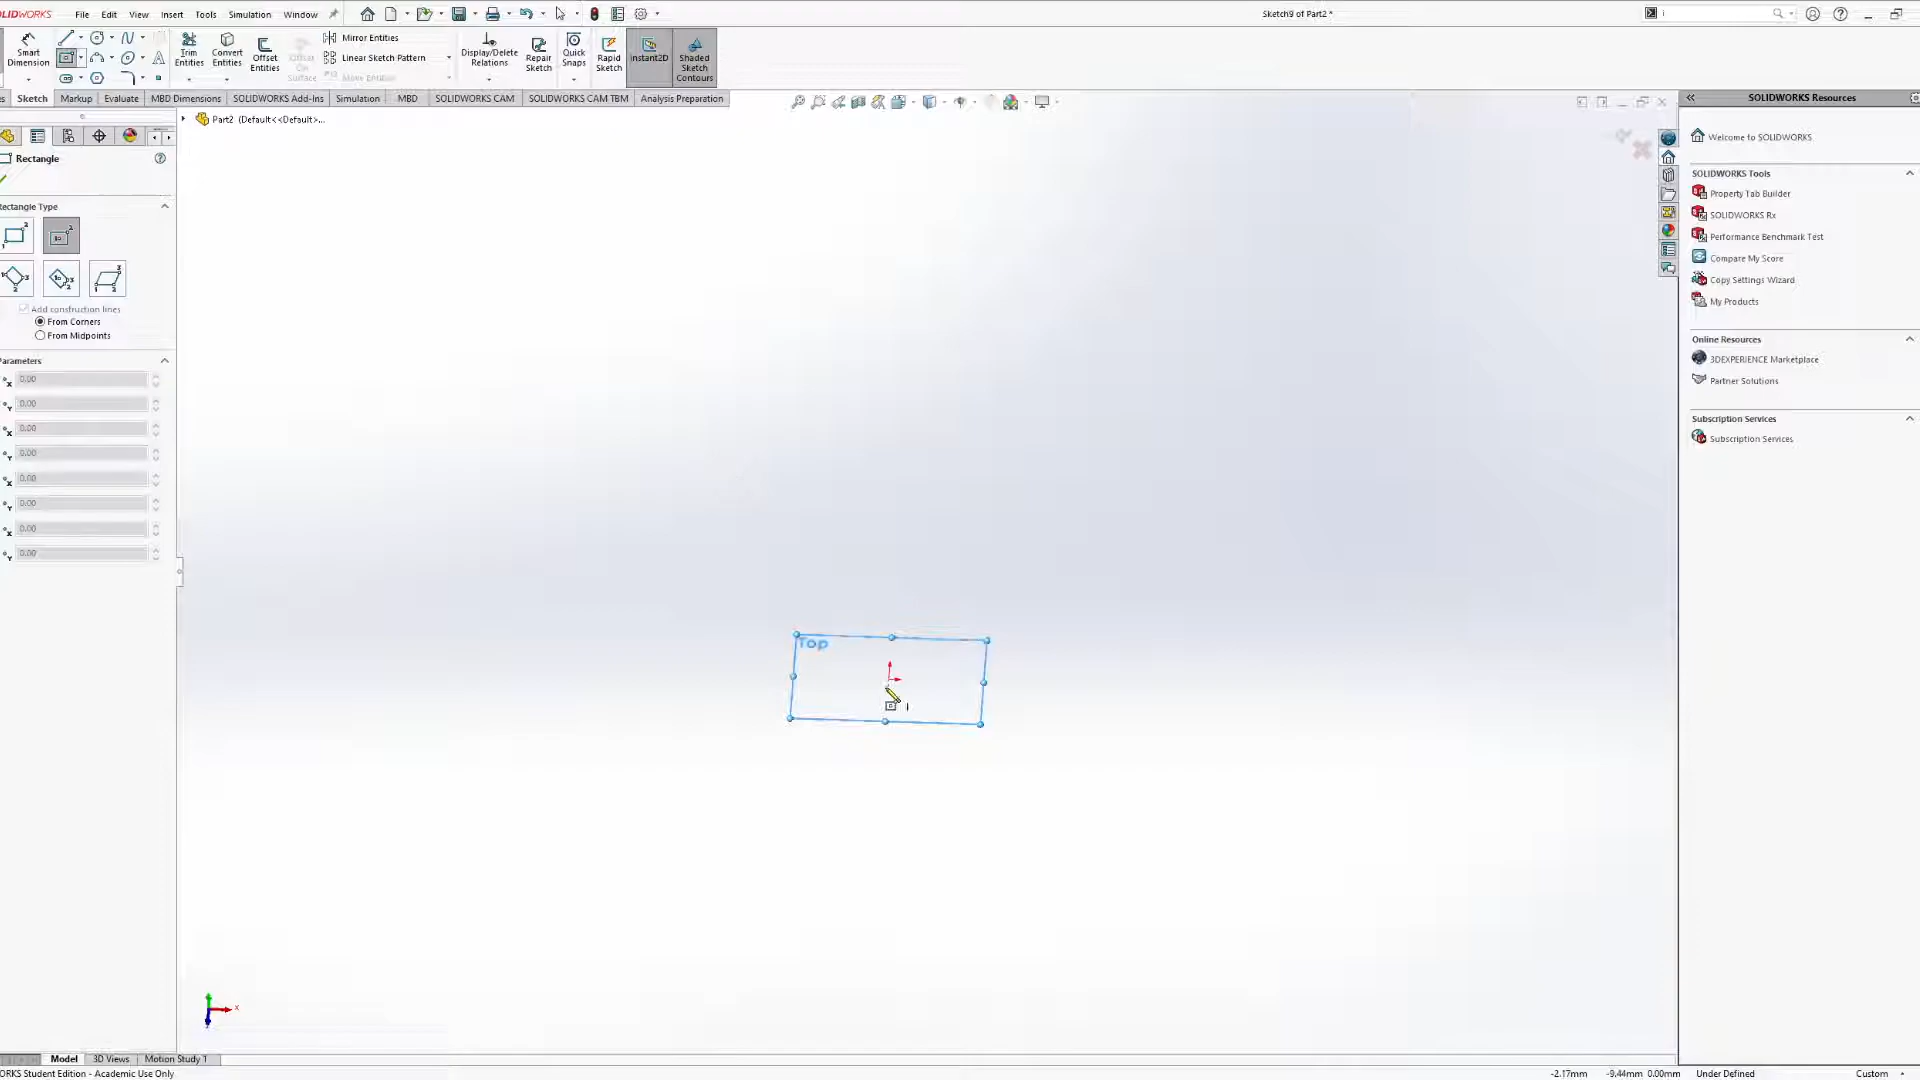 SOLIDWORKS File Edit View Insert Tools Simulation Window Sketch9 of Part2 *
Smart Dimension
Trim Entities
Convert Entities
Offset Entities
Offset On Surface
Mirror Entities
Linear Sketch Pattern
Move Entities
Display/Delete Relations
Repair Sketch
Quick Snaps
Rapid Sketch
Instant2D
Shaded Sketch Contours
Sketch Markup Evaluate MBD Dimensions SOLIDWORKS Add-Ins Simulation MBD SOLIDWORKS CAM SOLIDWORKS CAM TBM Analysis Preparation
Part2 (Default<<Default>...
Rectangle
Rectangle Type
Add construction lines
From Corners
From Midpoints
Parameters
0.00
0.00
0.00
0.00
0.00
0.00
0.00
0.00
Top
x
SOLIDWORKS Resources
Welcome to SOLIDWORKS
SOLIDWORKS Tools
Property Tab Builder
SOLIDWORKS Rx
Performance Benchmark Test
Compare My Score
Copy Settings Wizard
My Products
Online Resources
3DEXPERIENCE Marketplace
Partner Solutions
Subscription Services
Subscription Services
Model 3D Views Motion Study 1
ORKS Student Edition - Academic Use Only
-2.17mm -9.44mm 0.00mm Under Defined Custom